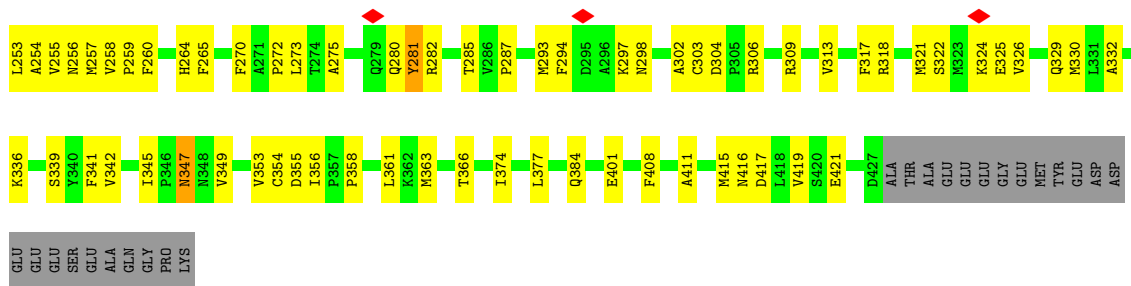 L253 A254 V255 N256 M257 V258 P259 F260 H264 F265 F270 A271 P272 L273 T274 A275 Q279 Q280 Y281 R282 T285 V286 P287 M293 F294 D295 A296 K297 N298 A302 C303 D304 P305 R306 R309 V313 F317 R318 M321 S322 M323 K324 E325 V326 Q329 M330 L331 A332
K336 S339 Y340 F341 V342 I345 P346 N347 N348 V349 V353 C354 D355 I356 P357 P358 L361 K362 M363 T366 I374 L377 Q384 E401 F408 A411 M415 N416 D417 L418 V419 S420 E421 D427 ALA THR ALA GLU GLU GLU GLY GLU MET TYR GLU ASP ASP
GLU GLU GLU SER GLU ALA GLN GLY PRO LYS